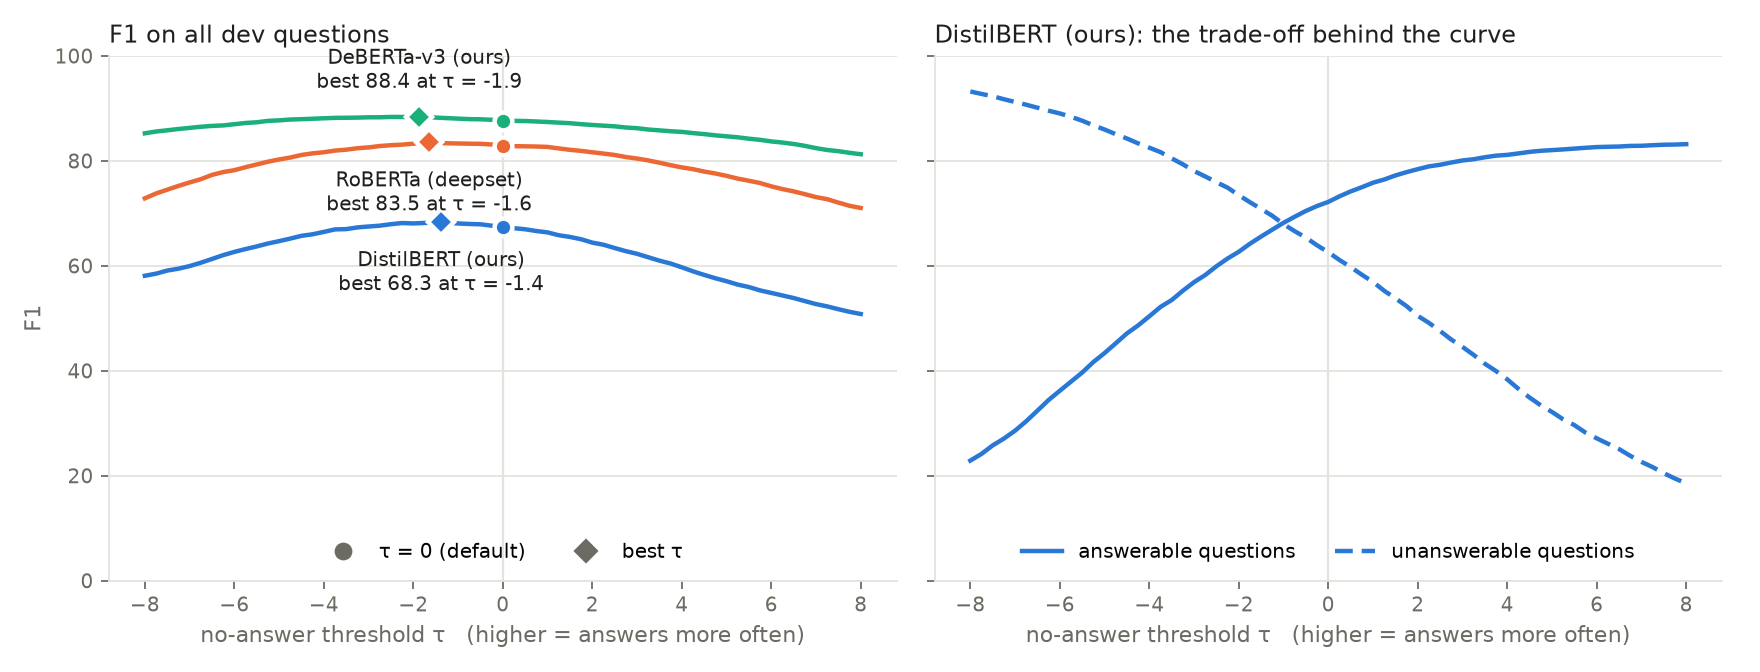 F1 on all dev questions
DeBERTa-v3 (ours)
best 88.4 at τ = -1.9
RoBERTa (deepset)
best 83.5 at τ = -1.6
DistilBERT (ours)
best 68.3 at τ = -1.4
100
80
60
40
20
0
F1
τ = 0 (default)
best τ
−8 −6 −4 −2 0 2 4 6 8
no-answer threshold τ (higher = answers more often)
DistilBERT (ours): the trade-off behind the curve
answerable questions
unanswerable questions
−8 −6 −4 −2 0 2 4 6 8
no-answer threshold τ (higher = answers more often)